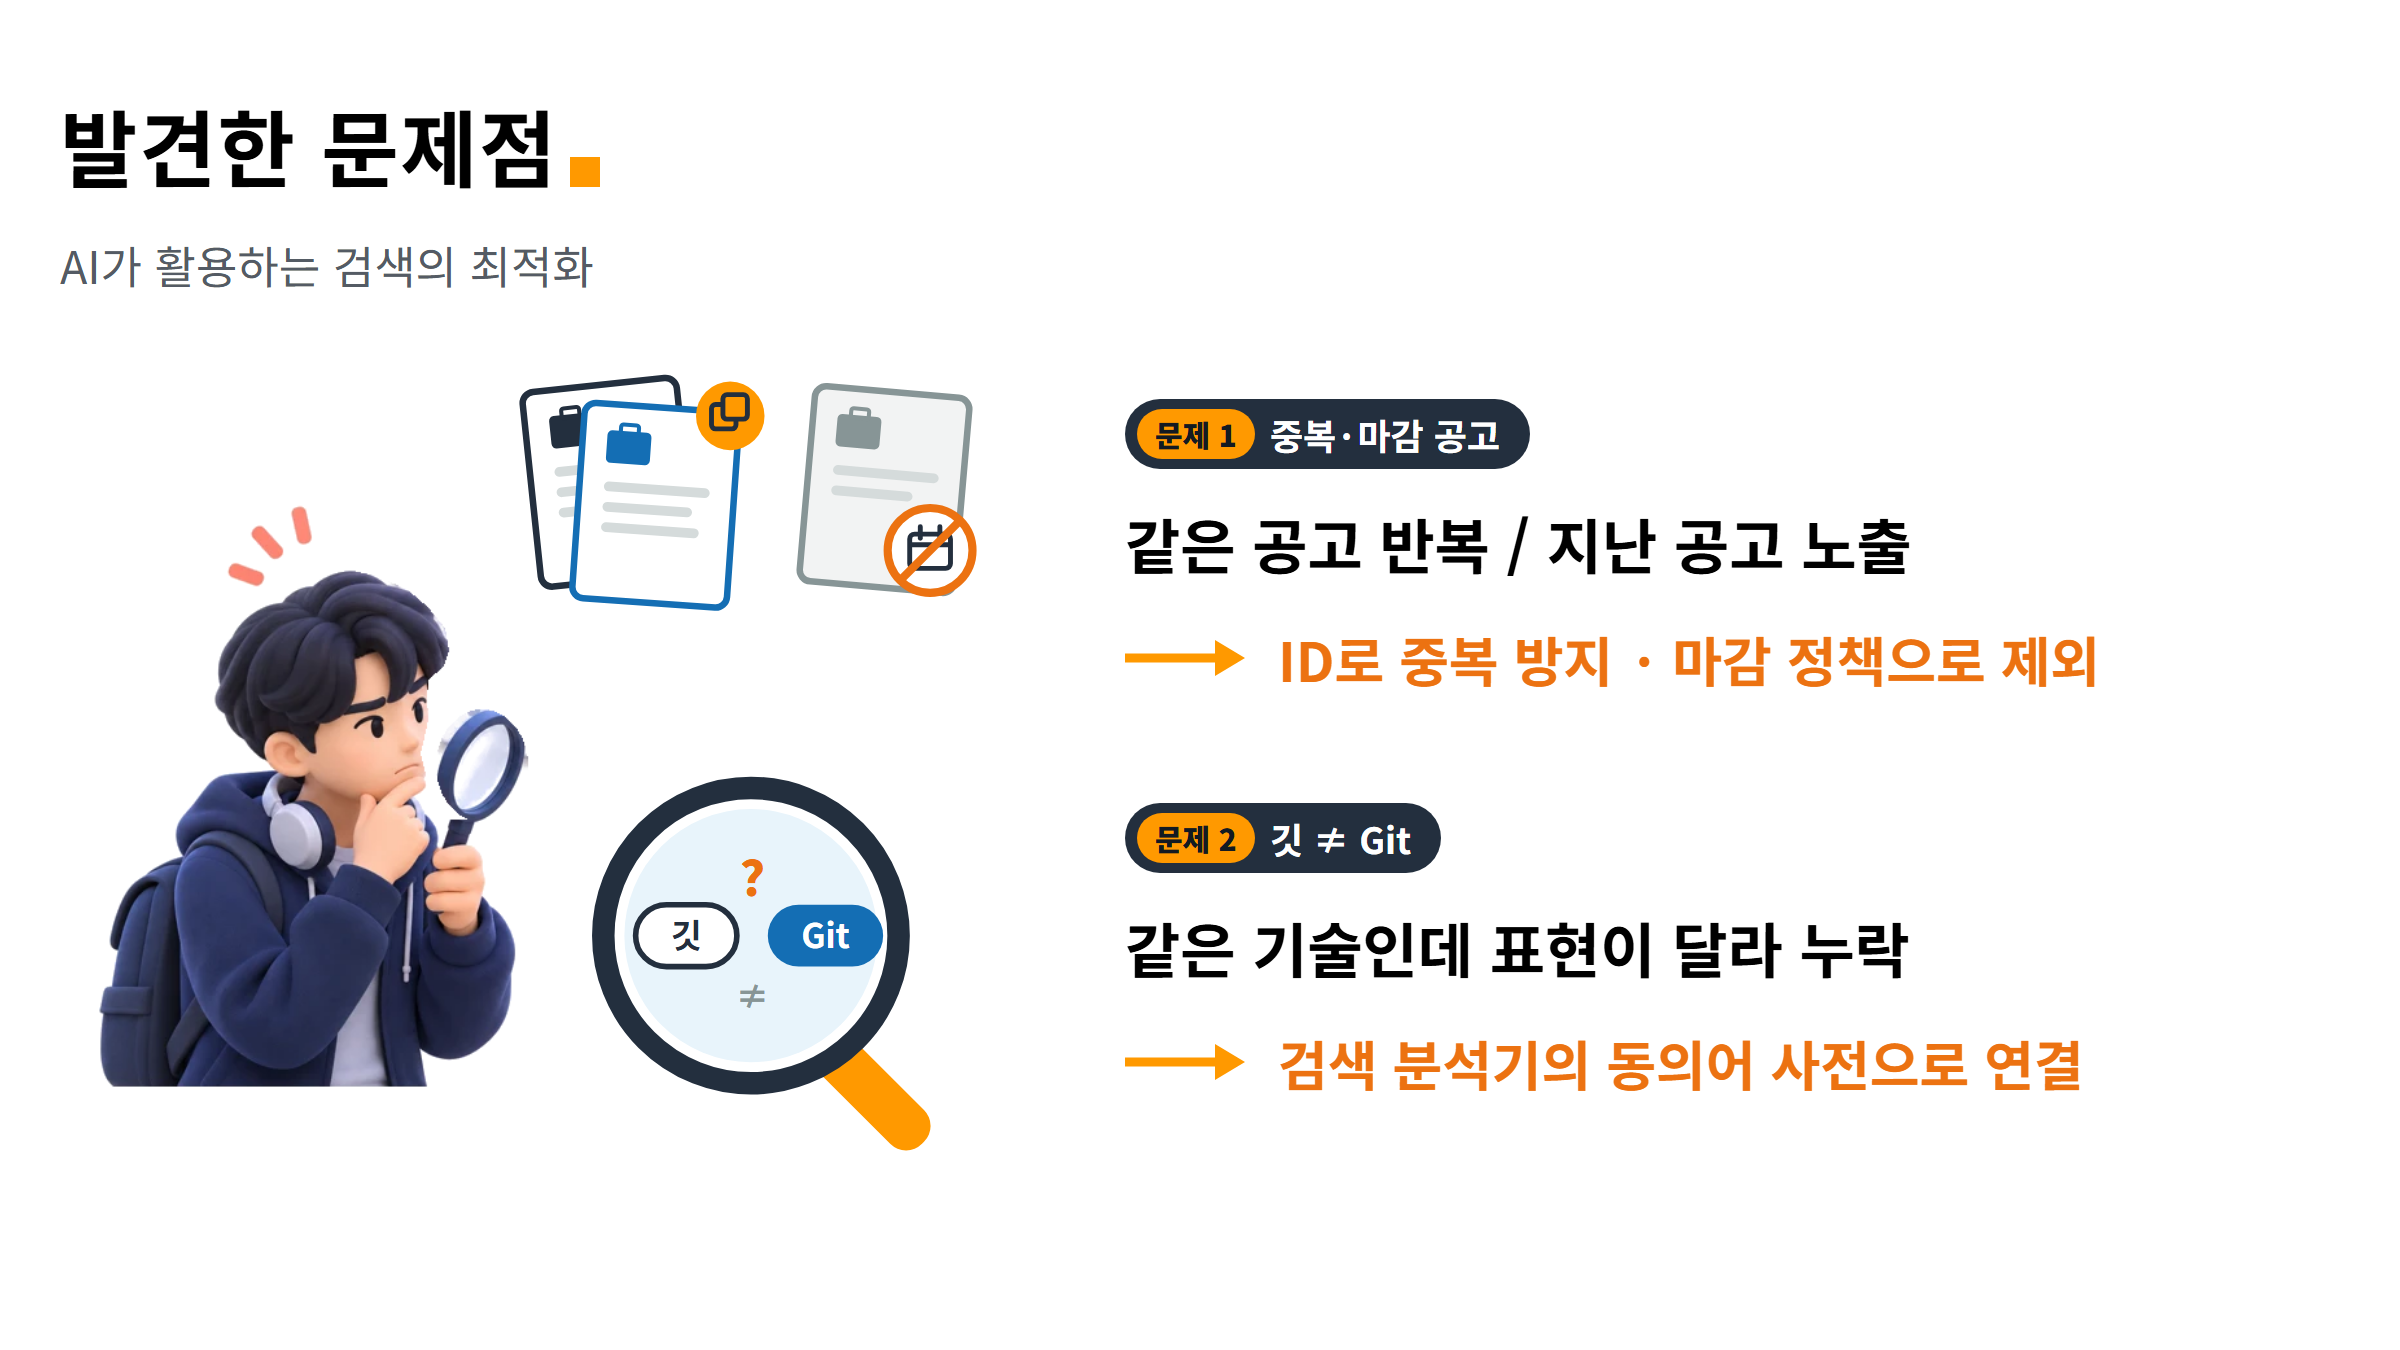 발견한 문제점
AI가 활용하는 검색의 최적화
문제 1 중복·마감 공고
같은 공고 반복 / 지난 공고 노출
ID로 중복 방지 · 마감 정책으로 제외
?
깃 Git
≠
문제 2 깃 ≠ Git
같은 기술인데 표현이 달라 누락
검색 분석기의 동의어 사전으로 연결